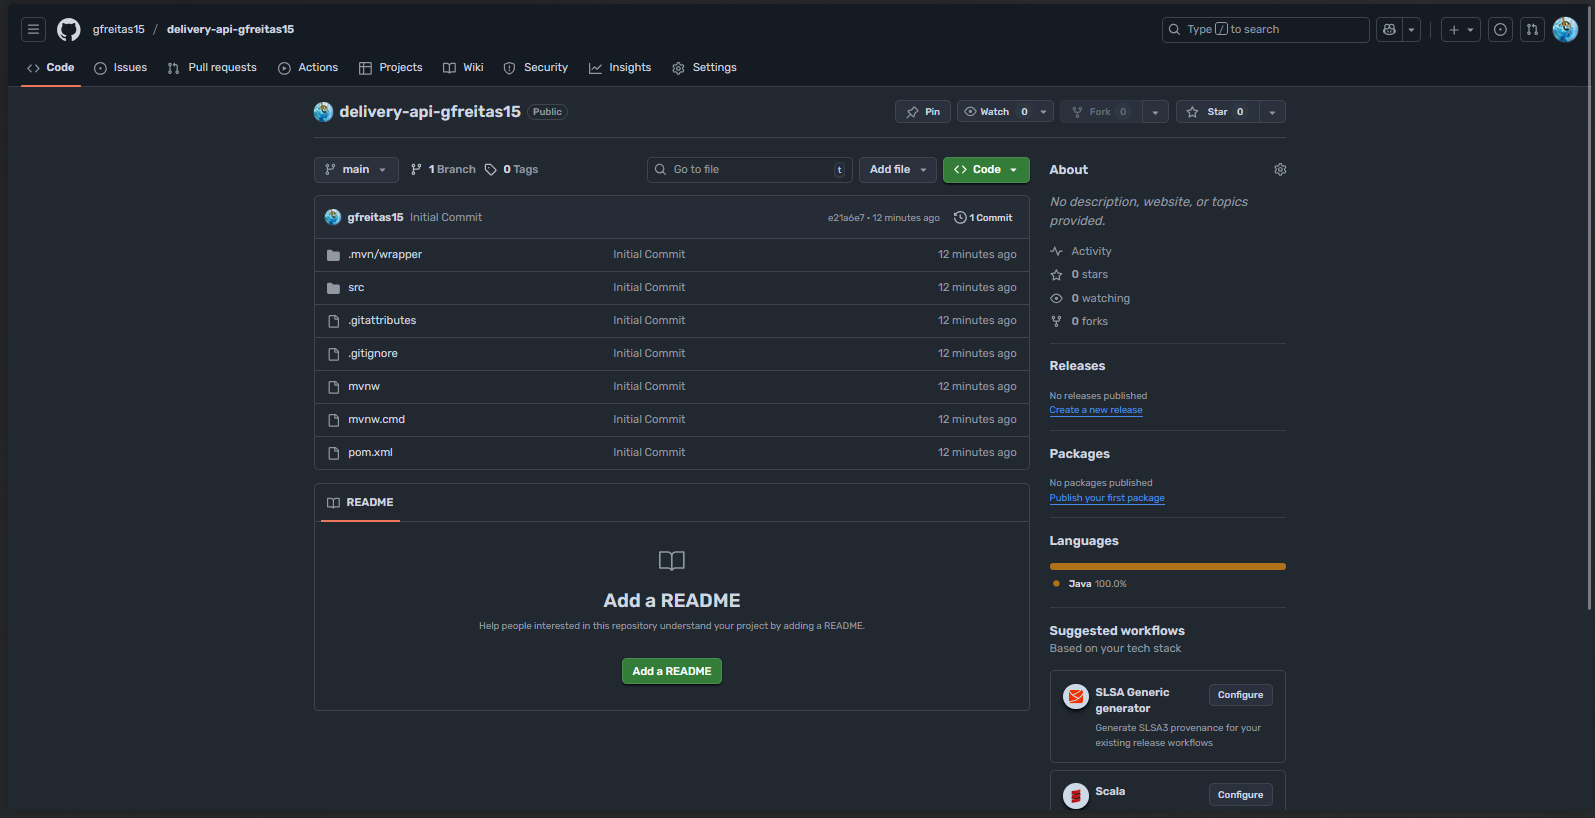 gfreitas15 / delivery-api-gfreitas15
Type / to search
Code Issues Pull requests Actions Projects Wiki Security Insights Settings
delivery-api-gfreitas15 Public
Pin Watch 0 Fork 0 Star 0
main 1 Branch 0 Tags
Go to file t Add file Code
gfreitas15 Initial Commit e21a6e7 • 12 minutes ago 1 Commit
.mvn/wrapper Initial Commit 12 minutes ago
src Initial Commit 12 minutes ago
.gitattributes Initial Commit 12 minutes ago
.gitignore Initial Commit 12 minutes ago
mvnw Initial Commit 12 minutes ago
mvnw.cmd Initial Commit 12 minutes ago
pom.xml Initial Commit 12 minutes ago
README
Add a README
Help people interested in this repository understand your project by adding a README.
Add a README
About
No description, website, or topics
provided.
Activity
0 stars
0 watching
0 forks
Releases
No releases published
Create a new release
Packages
No packages published
Publish your first package
Languages
Java 100.0%
Suggested workflows
Based on your tech stack
SLSA Generic
generator
Configure
Generate SLSA3 provenance for your
existing release workflows
Scala
Configure